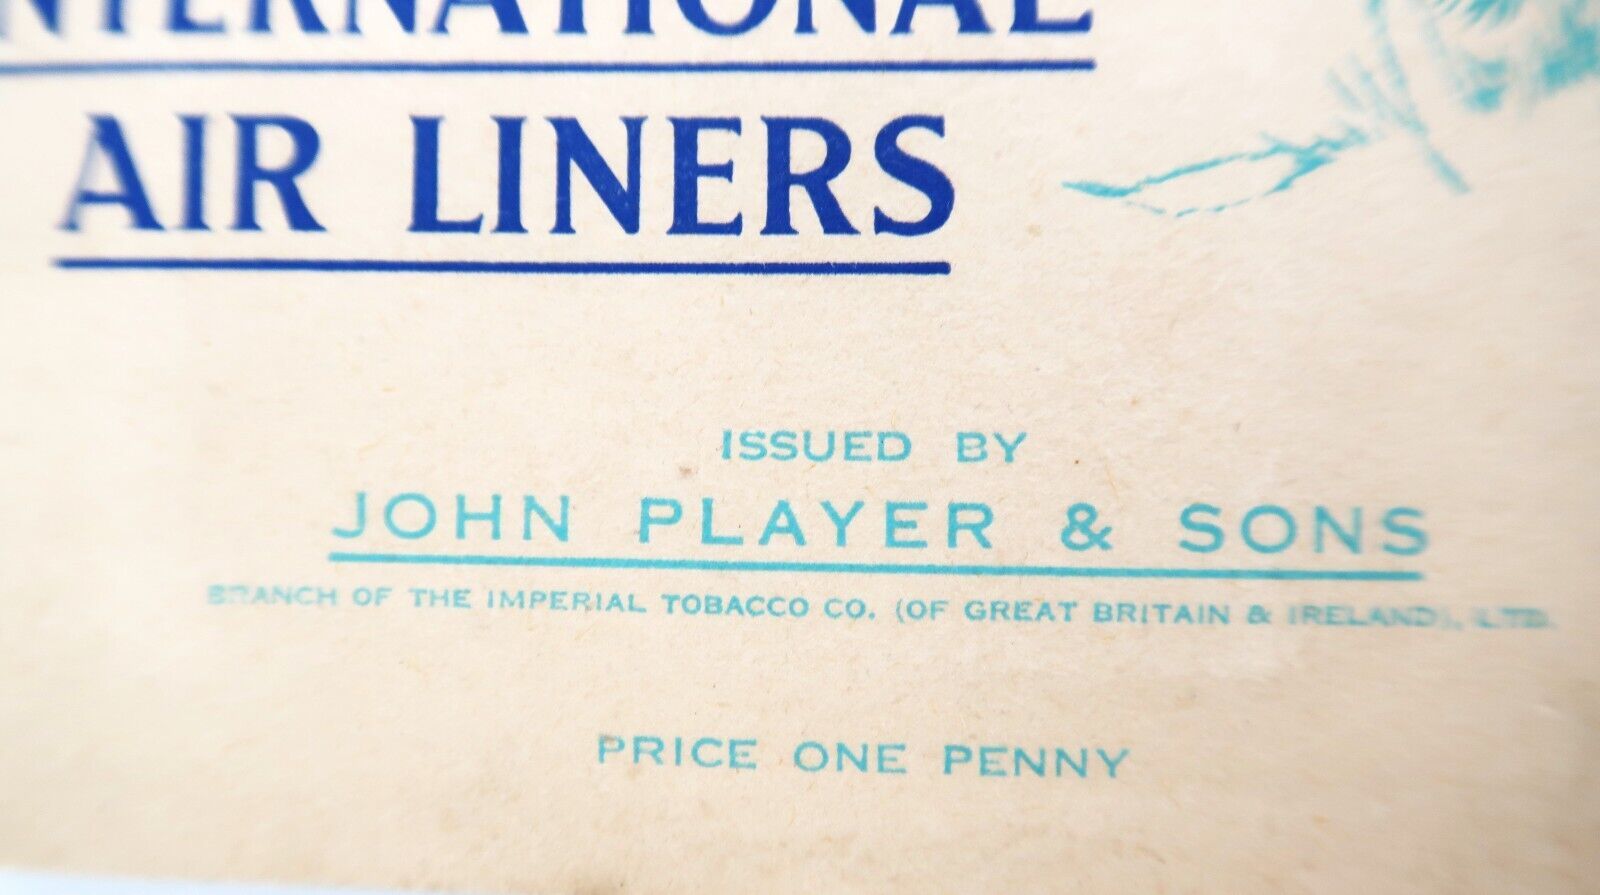 INTERNATIONAL
AIR LINERS
ISSUED BY
JOHN PLAYER & SONS
BRANCH OF THE IMPERIAL TOBACCO CO. (OF GREAT BRITAIN & IRELAND), LTD.
PRICE ONE PENNY